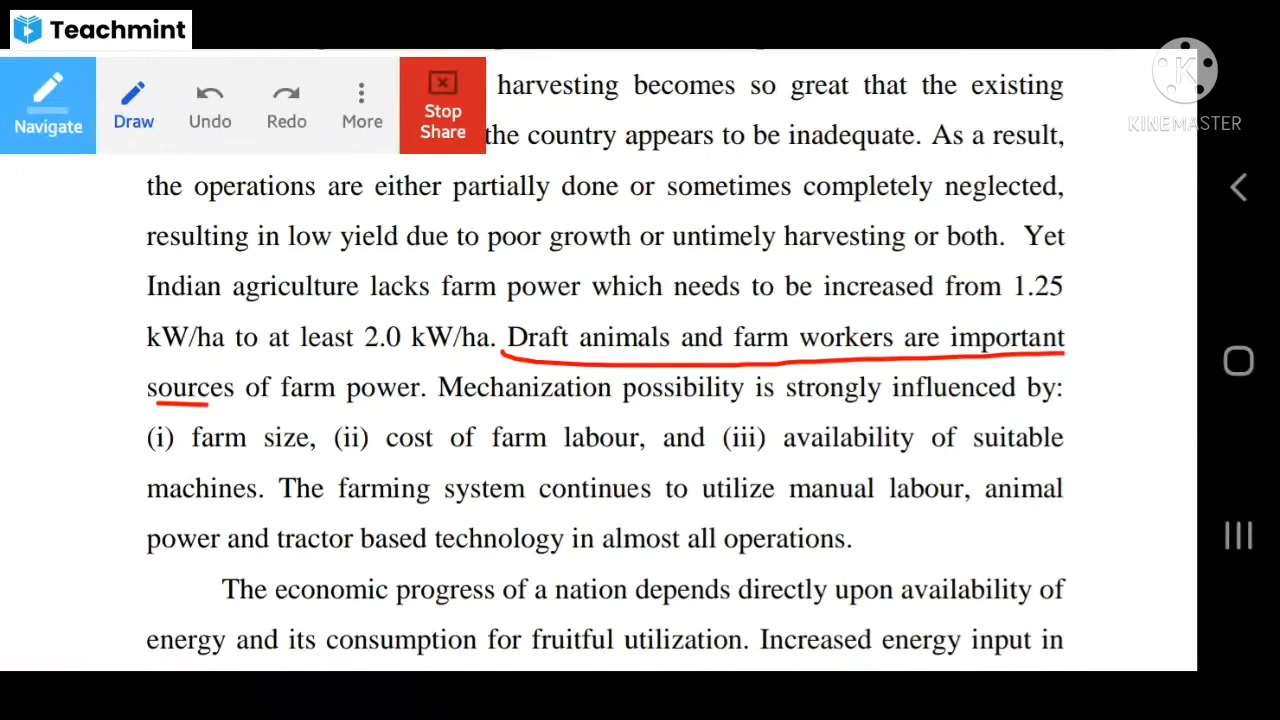 Teachmint
Navigate
Draw
Undo
Redo
More
Stop
Share
KINEMASTER
harvesting becomes so great that the existing
the country appears to be inadequate. As a result,
the operations are either partially done or sometimes completely neglected,
resulting in low yield due to poor growth or untimely harvesting or both. Yet
Indian agriculture lacks farm power which needs to be increased from 1.25
kW/ha to at least 2.0 kW/ha. Draft animals and farm workers are important
sources of farm power. Mechanization possibility is strongly influenced by:
(i) farm size, (ii) cost of farm labour, and (iii) availability of suitable
machines. The farming system continues to utilize manual labour, animal
power and tractor based technology in almost all operations.
The economic progress of a nation depends directly upon availability of
energy and its consumption for fruitful utilization. Increased energy input in